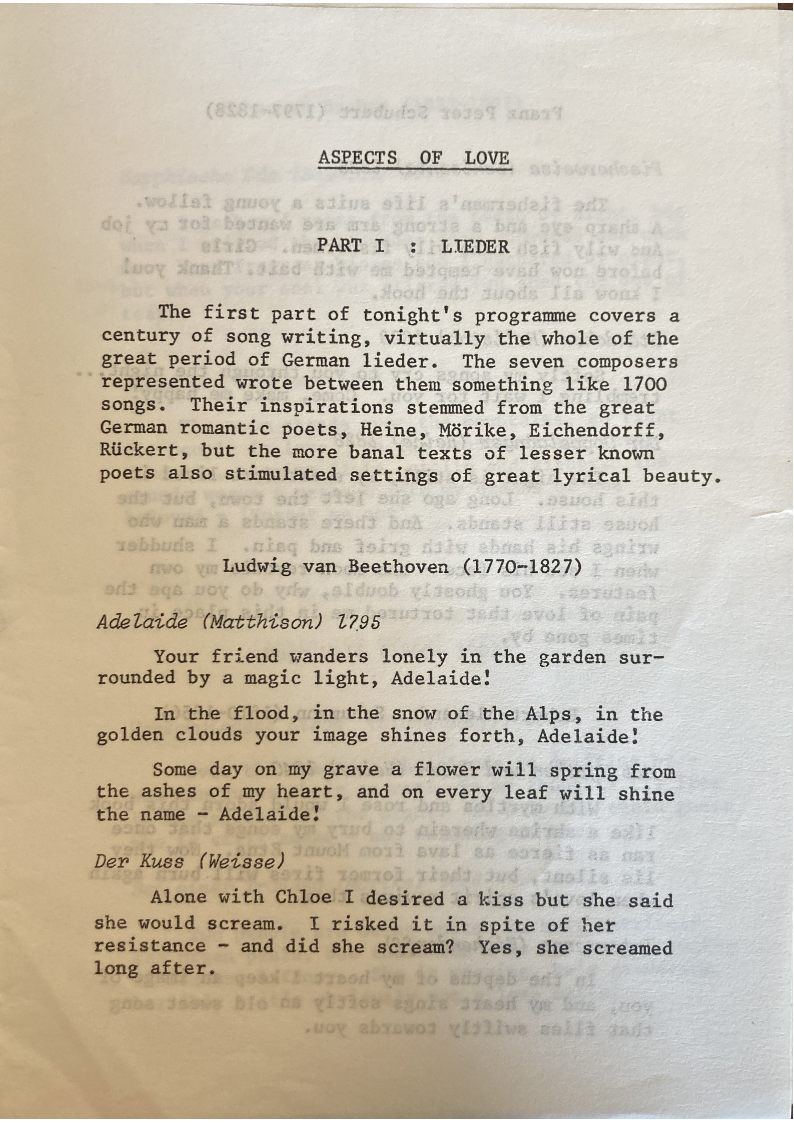 ASPECTS OF LOVE
PART I : LIEDER
The first part of tonight's programme covers a
century of song writing, virtually the whole of the
great period of German lieder. The seven composers
represented wrote between them something like 1700
songs. Their inspirations stemmed from the great
German romantic poets, Heine, Mörike, Eichendorff,
Rückert, but the more banal texts of lesser known
poets also stimulated settings of great lyrical beauty.
Ludwig van Beethoven (1770-1827)
Adelaide (Matthison) 1795
Your friend wanders lonely in the garden sur-
rounded by a magic light, Adelaide!
In the flood, in the snow of the Alps, in the
golden clouds your image shines forth, Adelaide!
Some day on my grave a flower will spring from
the ashes of my heart, and on every leaf will shine
the name - Adelaide!
Der Kuss (Weisse)
Alone with Chloe I desired a kiss but she said
she would scream. I risked it in spite of her
resistance - and did she scream? Yes, she screamed
long after.